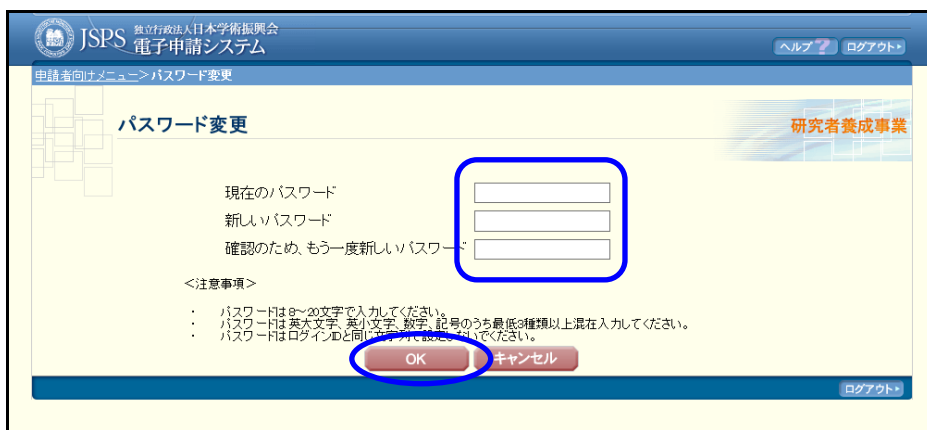 JSPS 独立行政法人日本学術振興会
電子申請システム
ヘルプ? ログアウト
申請者向けメニュー>パスワード変更
パスワード変更
研究者養成事業
現在のパスワード
新しいパスワード
確認のため、もう一度新しいパスワード
<注意事項>
・ パスワードは8～20文字で入力してください。
・ パスワードは英大文字、英小文字、数字、記号のうち最低3種類以上混在入力してください。
・ パスワードはログインIDと同じ文字列で設定しないでください。
OK キャンセル
ログアウト